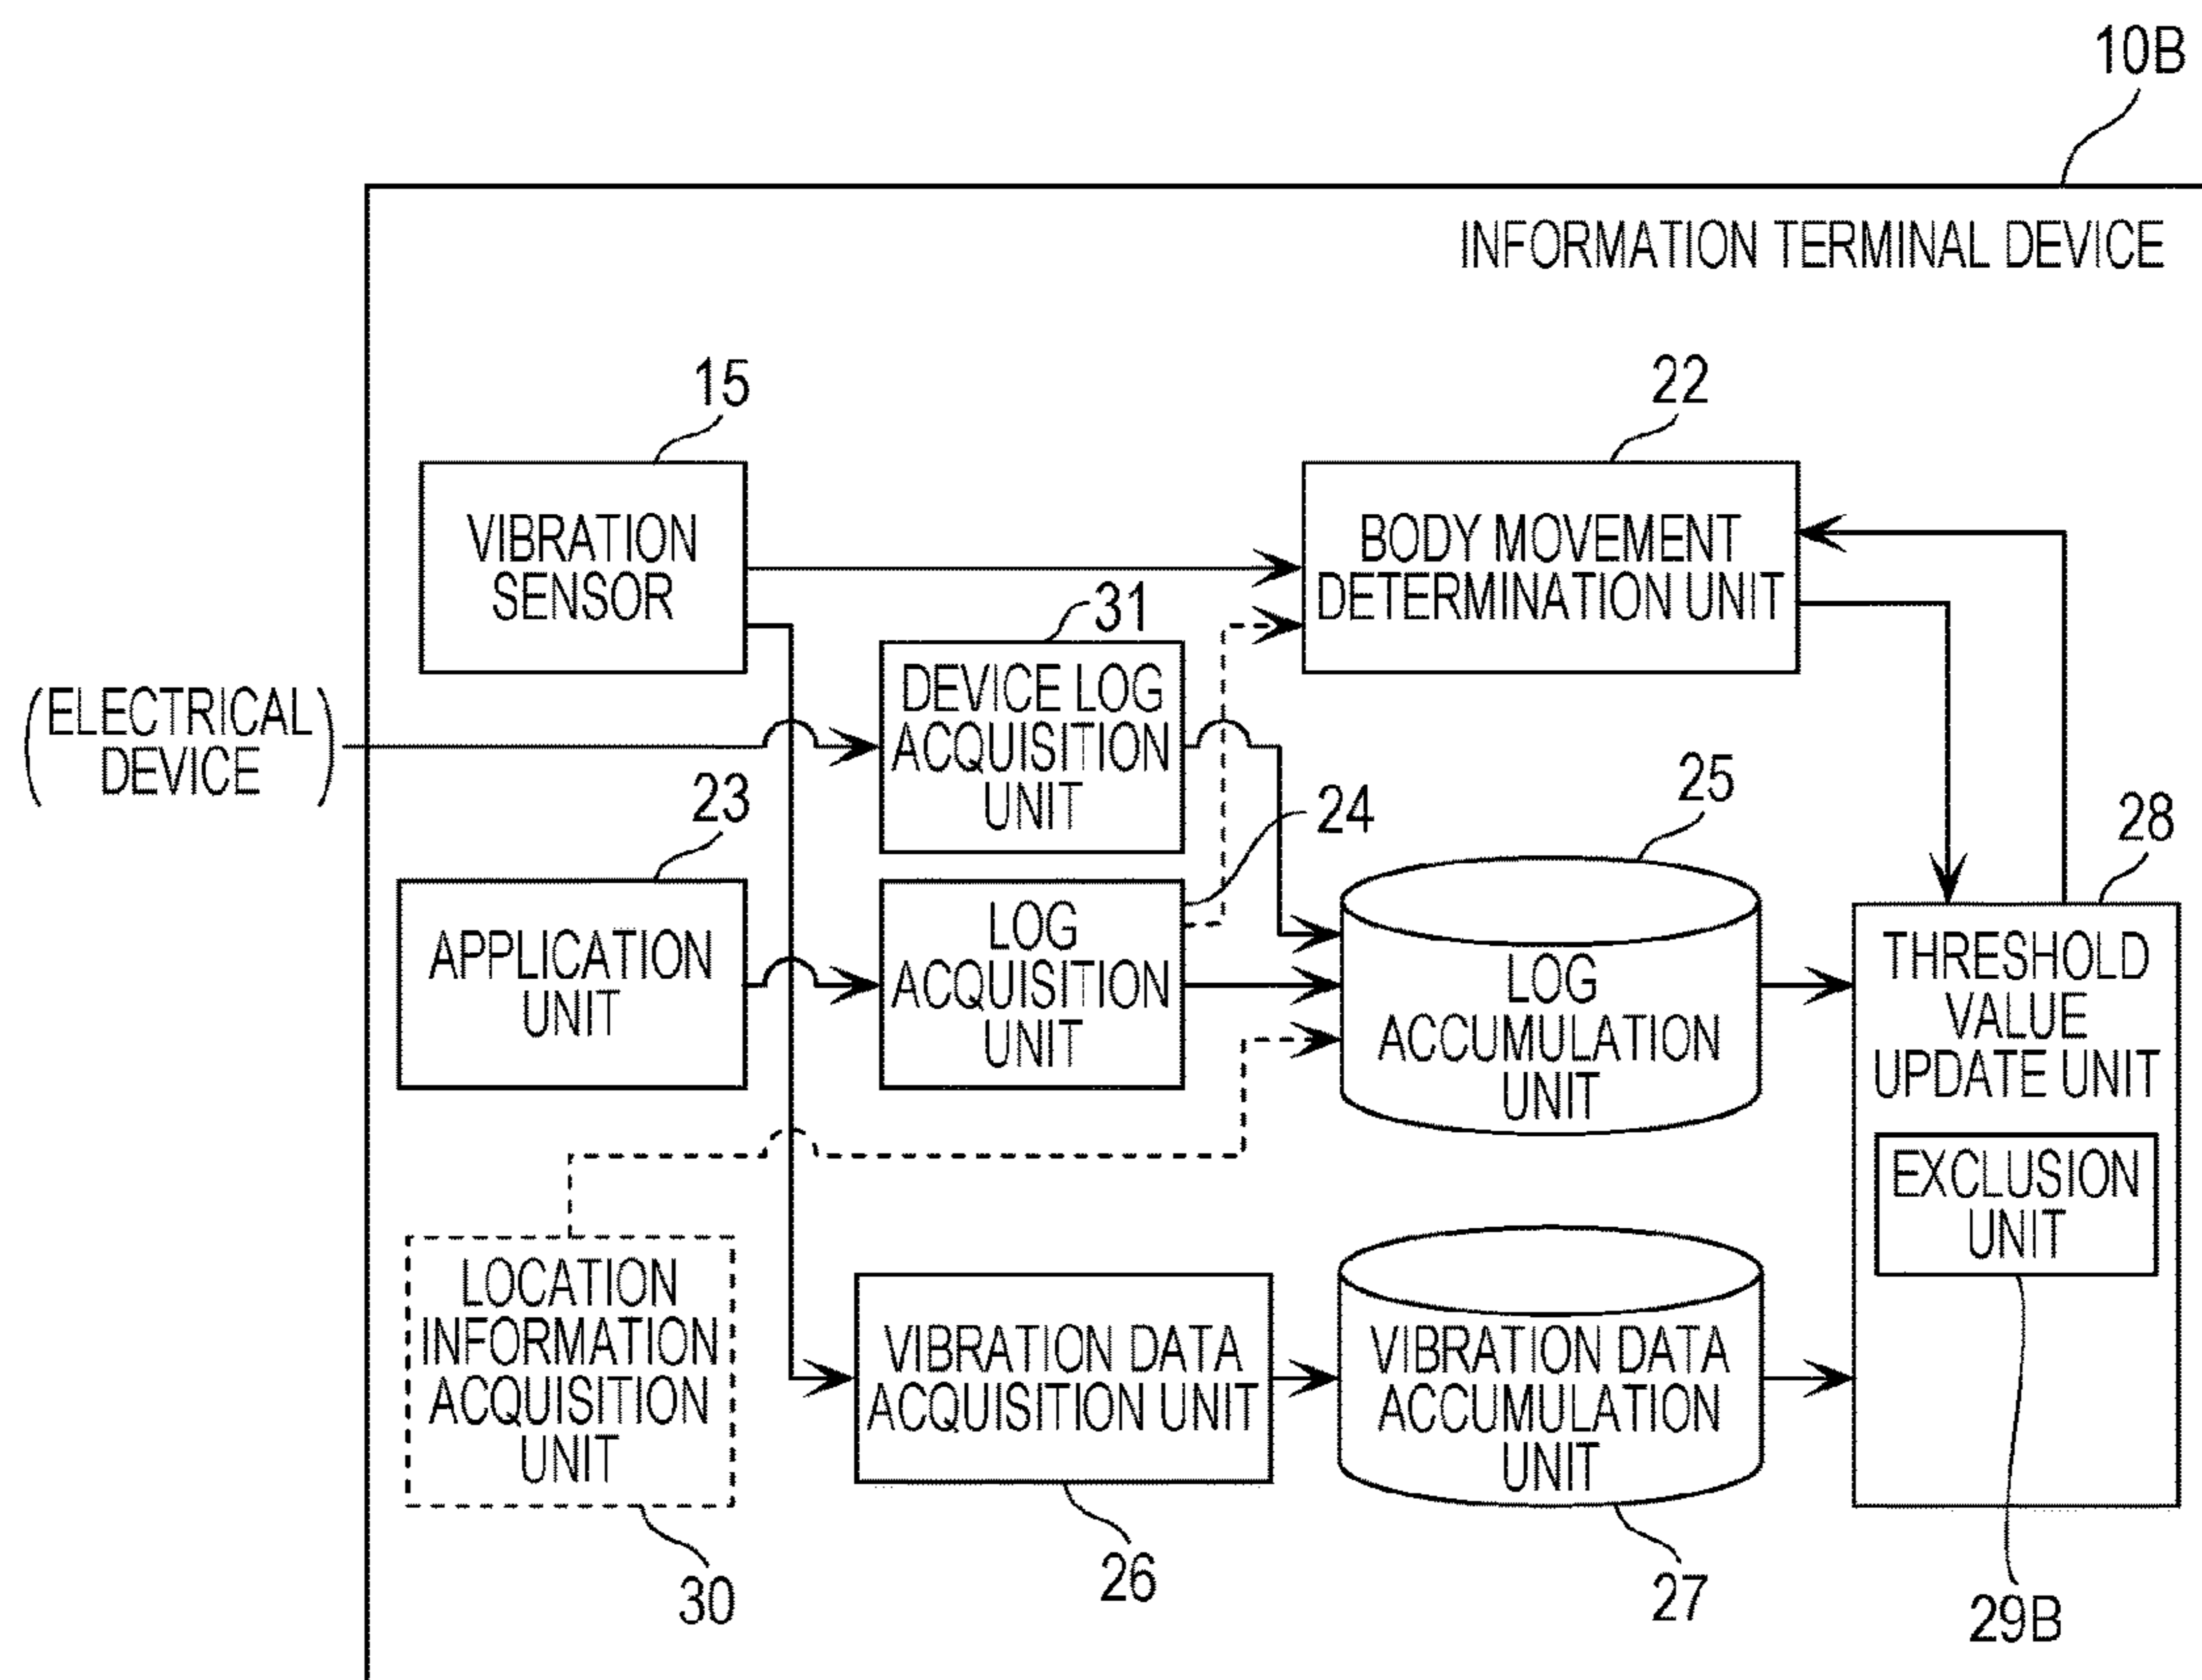 10B
INFORMATION TERMINAL DEVICE
15
VIBRATION
SENSOR
22
BODY MOVEMENT
DETERMINATION UNIT
31
DEVICE LOG
ACQUISITION
UNIT
(ELECTRICAL
DEVICE)
23
APPLICATION
UNIT
24
LOG
ACQUISITION
UNIT
25
LOG
ACCUMULATION
UNIT
28
THRESHOLD
VALUE
UPDATE UNIT
EXCLUSION
UNIT
29B
LOCATION
INFORMATION
ACQUISITION
UNIT
30
VIBRATION DATA
ACQUISITION UNIT
26
VIBRATION DATA
ACCUMULATION
UNIT
27